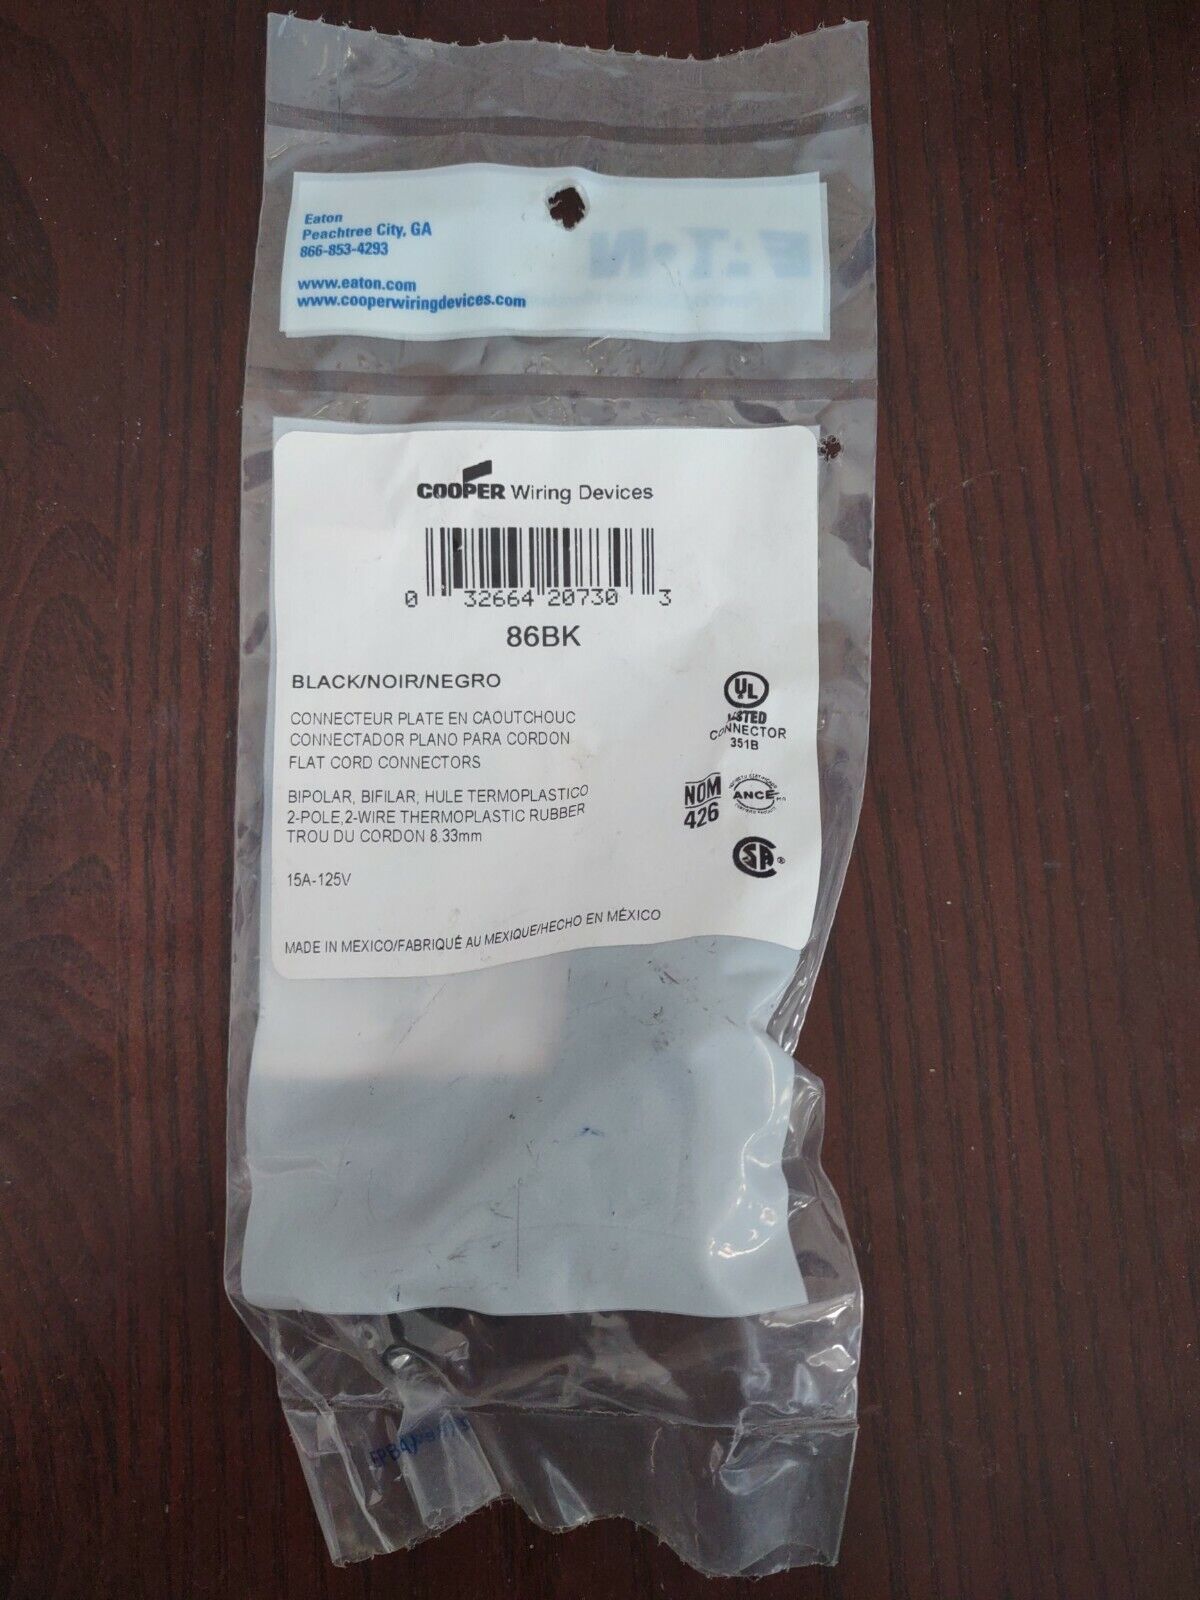 Eaton
Peachtree City, GA
866-853-4293
www.eaton.com
www.cooperwiringdevices.com
COOPER Wiring Devices
0 32664 20730 3
86BK
BLACK/NOIR/NEGRO
CONNECTEUR PLATE EN CAOUTCHOUC
CONNECTADOR PLANO PARA CORDON
FLAT CORD CONNECTORS
BIPOLAR, BIFILAR, HULE TERMOPLASTICO
2-POLE,2-WIRE THERMOPLASTIC RUBBER
TROU DU CORDON 8.33mm
15A-125V
MADE IN MEXICO/FABRIQUÉ AU MEXIQUE/HECHO EN MÉXICO
UL
LISTED
CONNECTOR
351B
NOM
426
ANCE
SA
EATON